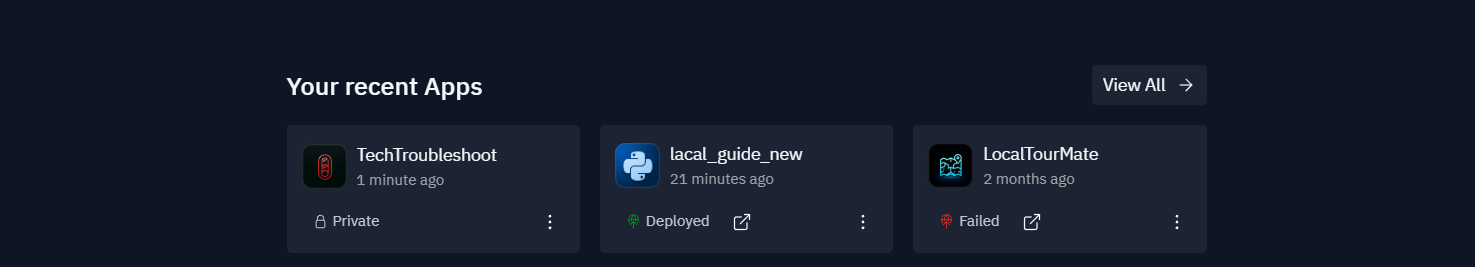 Your recent Apps
View All
TechTroubleshoot
1 minute ago
Private
lacal_guide_new
21 minutes ago
Deployed
LocalTourMate
2 months ago
Failed